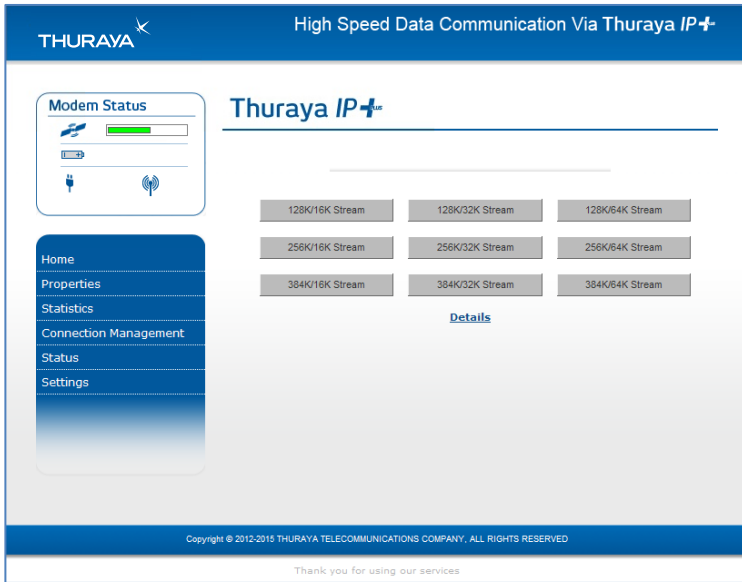 THURAYA
High Speed Data Communication Via Thuraya IP+
Modem Status
Thuraya IP+
128K/16K Stream 128K/32K Stream 128K/64K Stream
256K/16K Stream 256K/32K Stream 256K/64K Stream
384K/16K Stream 384K/32K Stream 384K/64K Stream
Details
Home
Properties
Statistics
Connection Management
Status
Settings
Copyright © 2012-2015 THURAYA TELECOMMUNICATIONS COMPANY, ALL RIGHTS RESERVED
Thank you for using our services